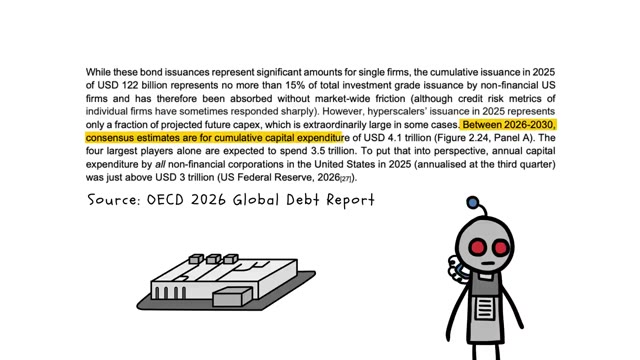 While these bond issuances represent significant amounts for single firms, the cumulative issuance in 2025
of USD 122 billion represents no more than 15% of total investment grade issuance by non-financial US
firms and has therefore been absorbed without market-wide friction (although credit risk metrics of
individual firms have sometimes responded sharply). However, hyperscalers' issuance in 2025 represents
only a fraction of projected future capex, which is extraordinarily large in some cases. Between 2026-2030,
consensus estimates are for cumulative capital expenditure of USD 4.1 trillion (Figure 2.24, Panel A). The
four largest players alone are expected to spend 3.5 trillion. To put that into perspective, annual capital
expenditure by all non-financial corporations in the United States in 2025 (annualised at the third quarter)
was just above USD 3 trillion (US Federal Reserve, 2026[27]).
Source: OECD 2026 Global Debt Report